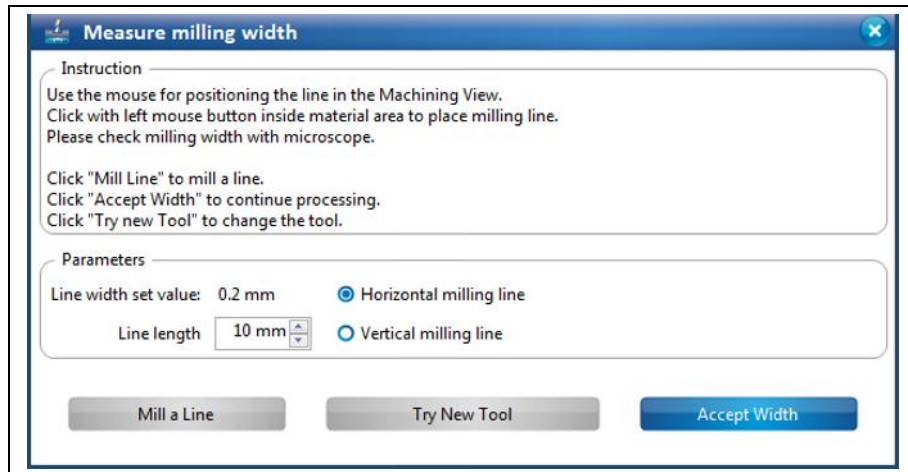 Measure milling width
Instruction
Use the mouse for positioning the line in the Machining View.
Click with left mouse button inside material area to place milling line.
Please check milling width with microscope.
Click "Mill Line" to mill a line.
Click "Accept Width" to continue processing.
Click "Try new Tool" to change the tool.
Parameters
Line width set value: 0.2 mm Horizontal milling line
Line length 10 mm Vertical milling line
Mill a Line Try New Tool Accept Width